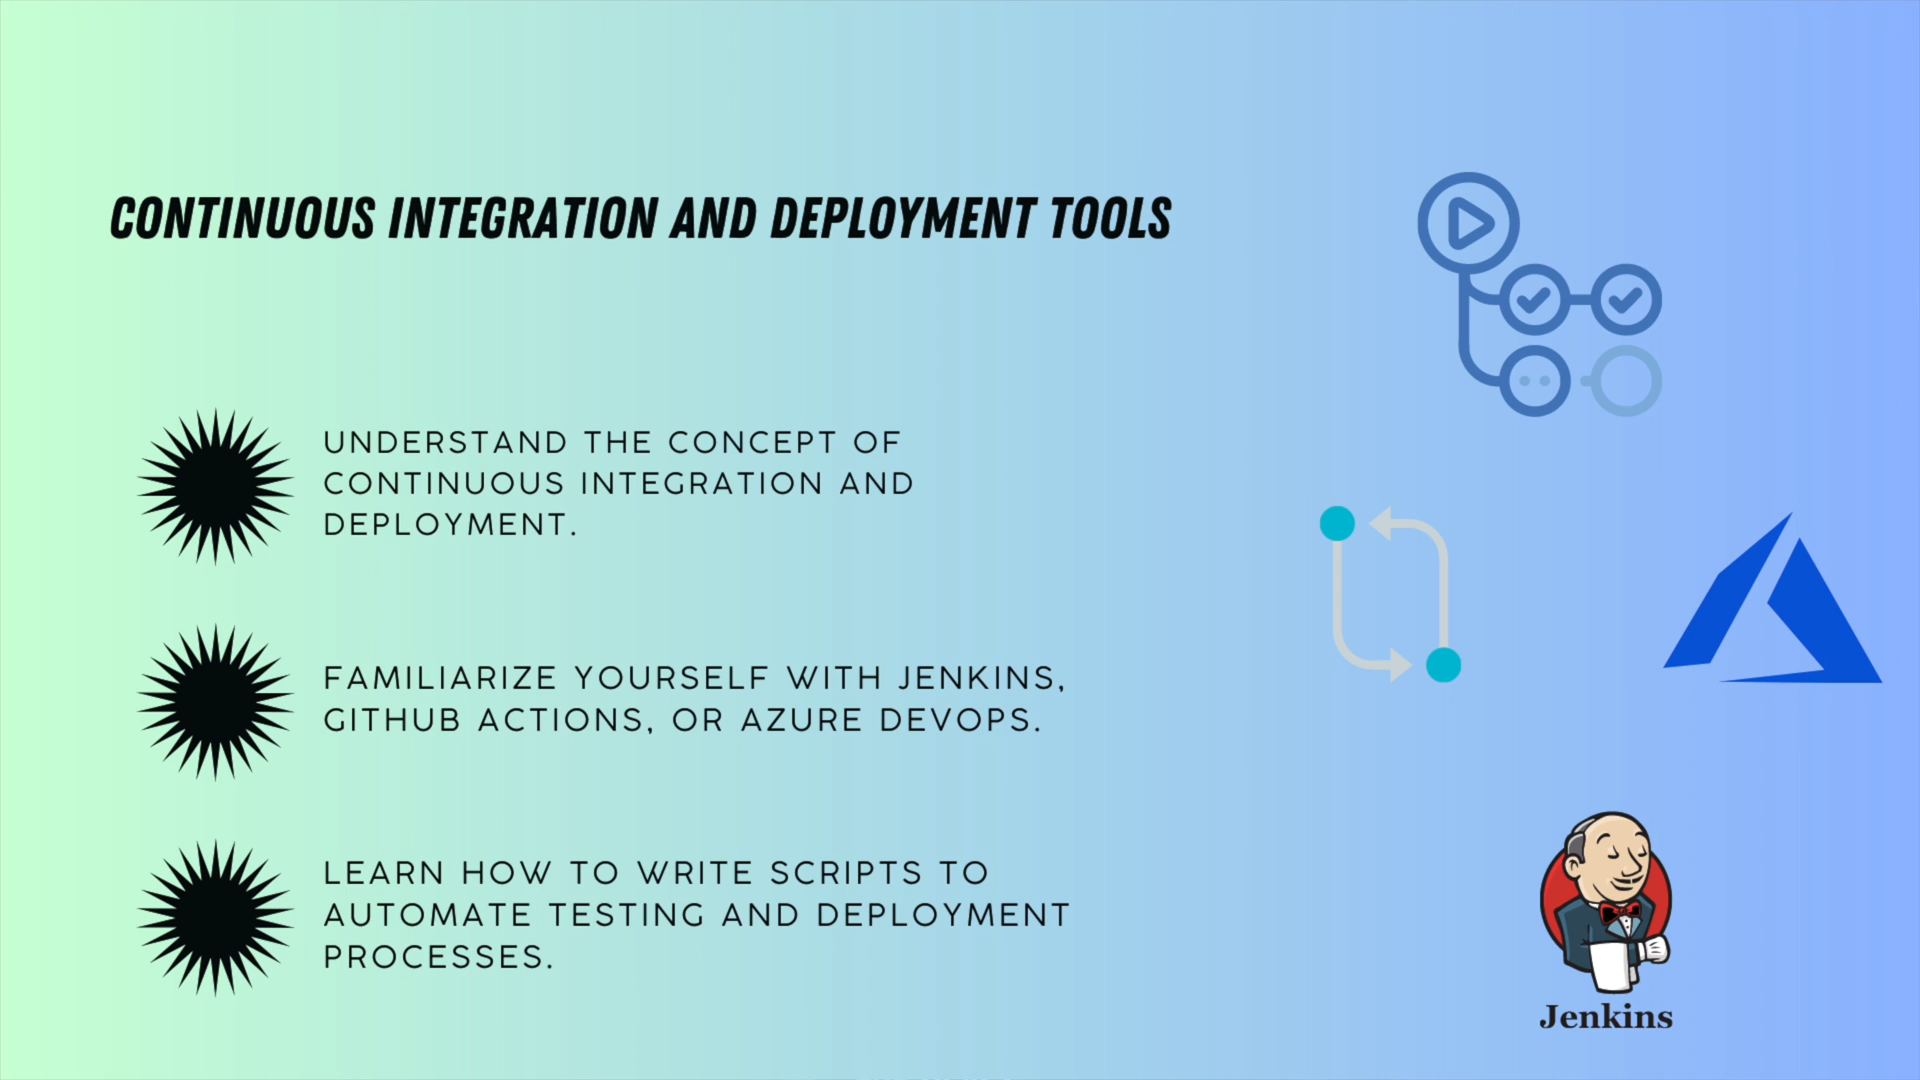 CONTINUOUS INTEGRATION AND DEPLOYMENT TOOLS
UNDERSTAND THE CONCEPT OF
CONTINUOUS INTEGRATION AND
DEPLOYMENT.
FAMILIARIZE YOURSELF WITH JENKINS,
GITHUB ACTIONS, OR AZURE DEVOPS.
LEARN HOW TO WRITE SCRIPTS TO
AUTOMATE TESTING AND DEPLOYMENT
PROCESSES.
Jenkins